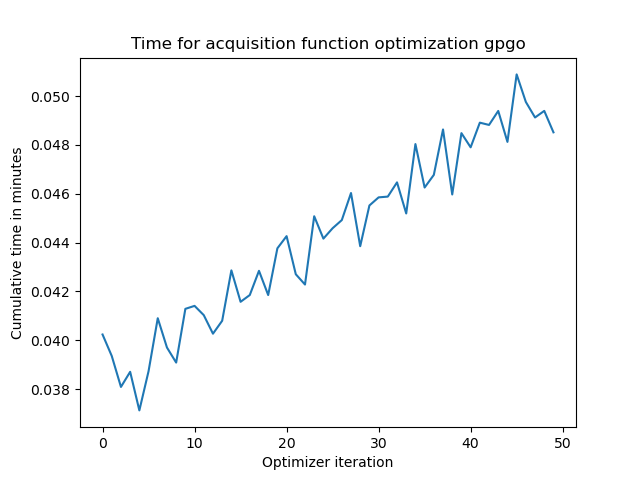 Time for acquisition function optimization gpgo
Cumulative time in minutes
0.050
0.048
0.046
0.044
0.042
0.040
0.038
0 10 20 30 40 50
Optimizer iteration